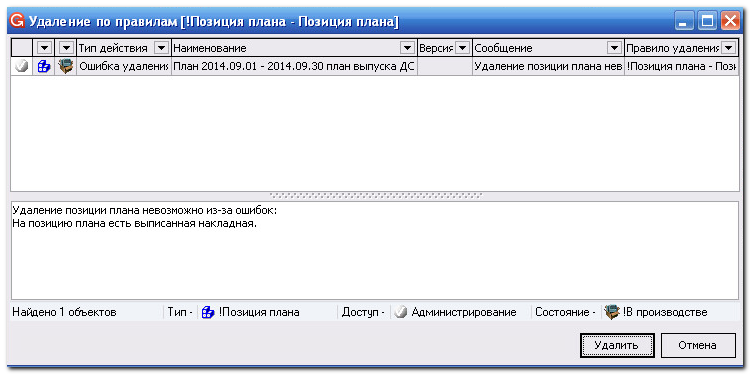 Удаление по правилам [!Позиция плана - Позиция плана]
Тип действия Наименование Версия Сообщение Правило удаления
Ошибка удаления План 2014.09.01 - 2014.09.30 план выпуска ДС Удаление позиции плана нев !Позиция плана - Пози
Удаление позиции плана невозможно из-за ошибок:
На позицию плана есть выписанная накладная.
Найдено 1 объектов Тип - !Позиция плана Доступ - Администрирование Состояние - !В производстве
Удалить Отмена